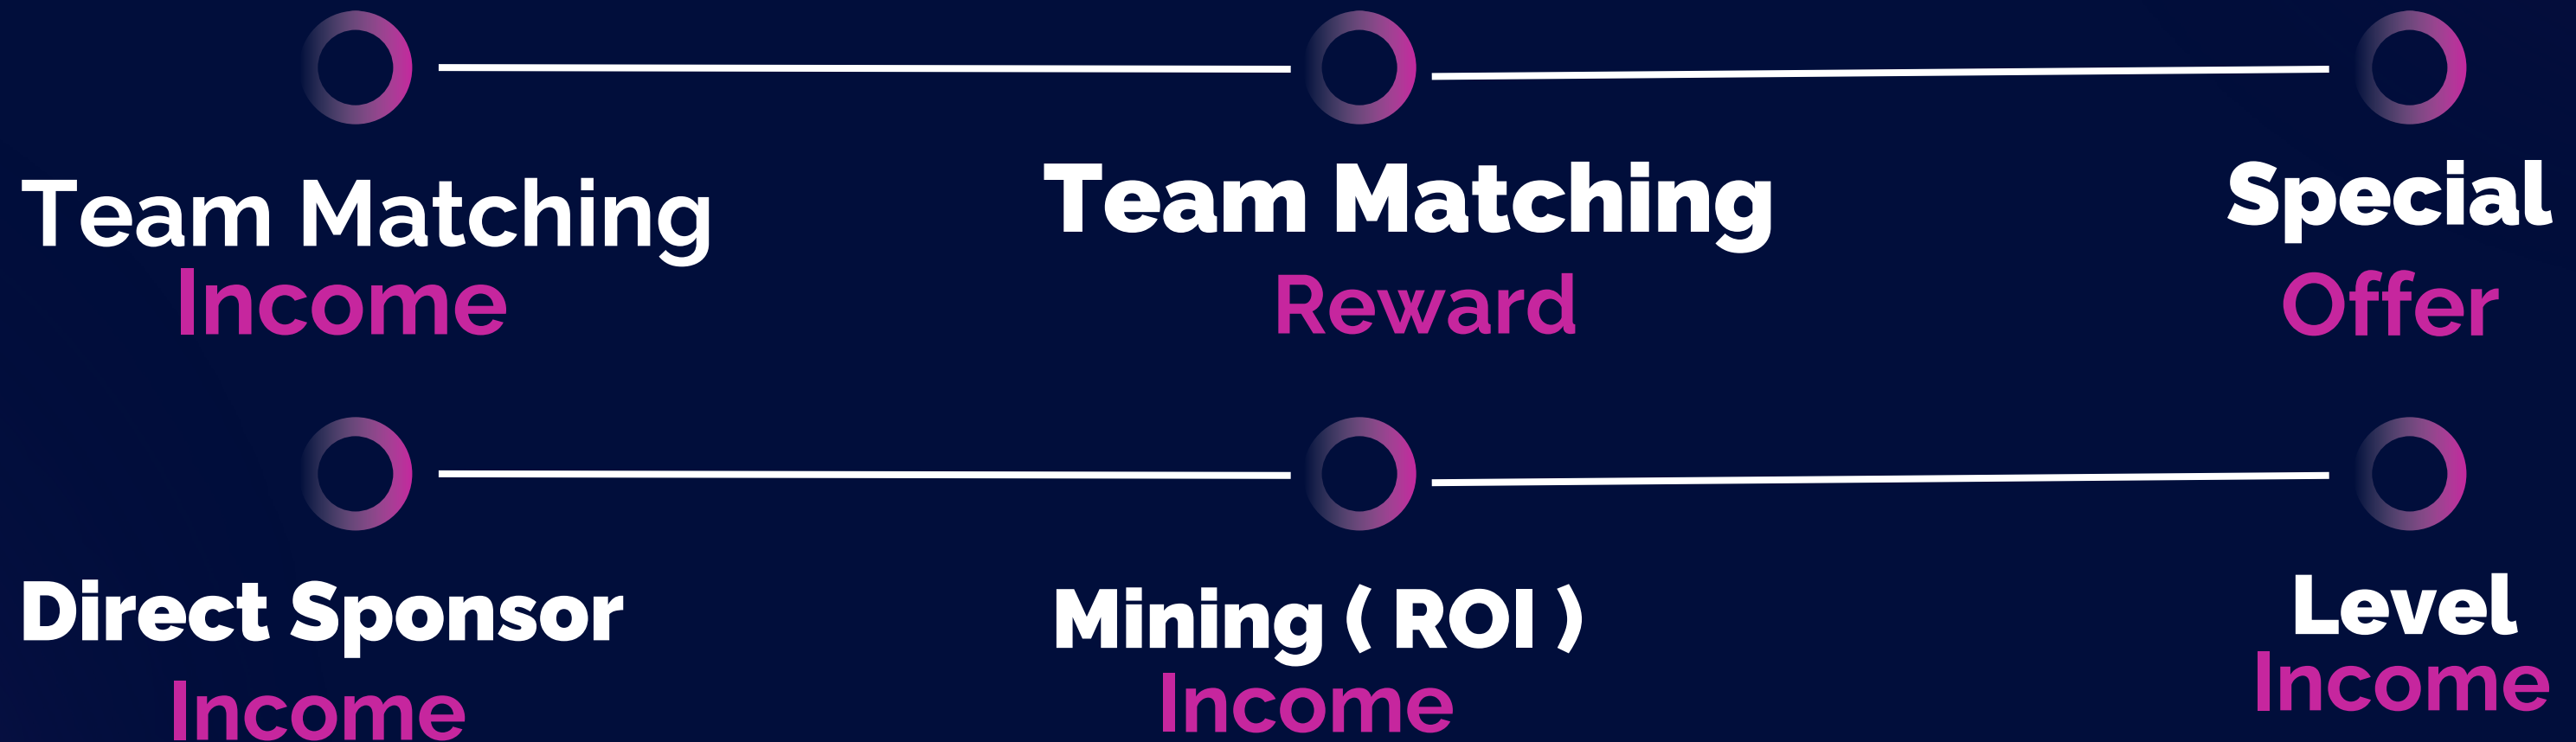 Team Matching
Income
Team Matching
Reward
Special
Offer
Direct Sponsor
Income
Mining ( ROI )
Income
Level
Income